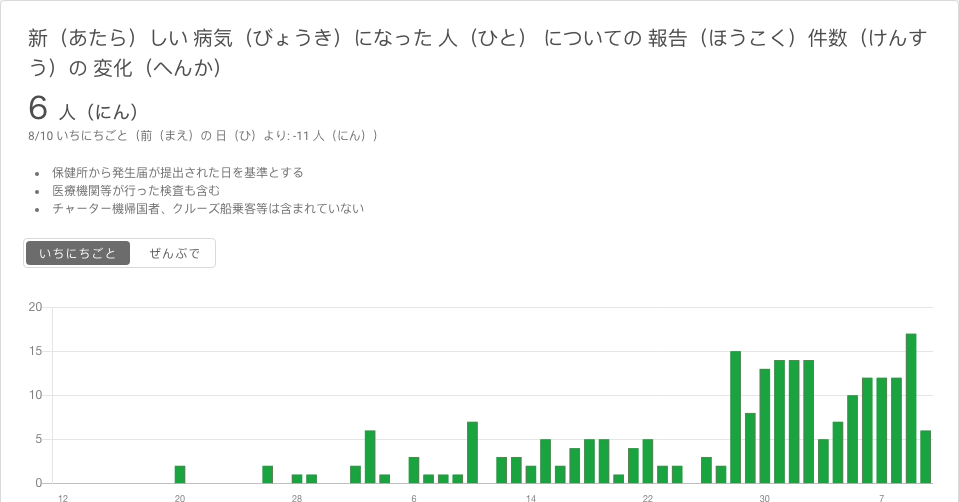 新（あたら）しい 病気（びょうき）になった 人（ひと） についての 報告（ほうこく）件数（けんす
う）の 変化（へんか）
6 人（にん）
8/10 いちにちごと（前（まえ）の 日（ひ）より: -11 人（にん））
保健所から発生届が提出された日を基準とする
医療機関等が行った検査も含む
チャーター機帰国者、クルーズ船乗客等は含まれていない
いちにちごと ぜんぶで
20
15
10
5
0
12 20 28 6 14 22 30 7